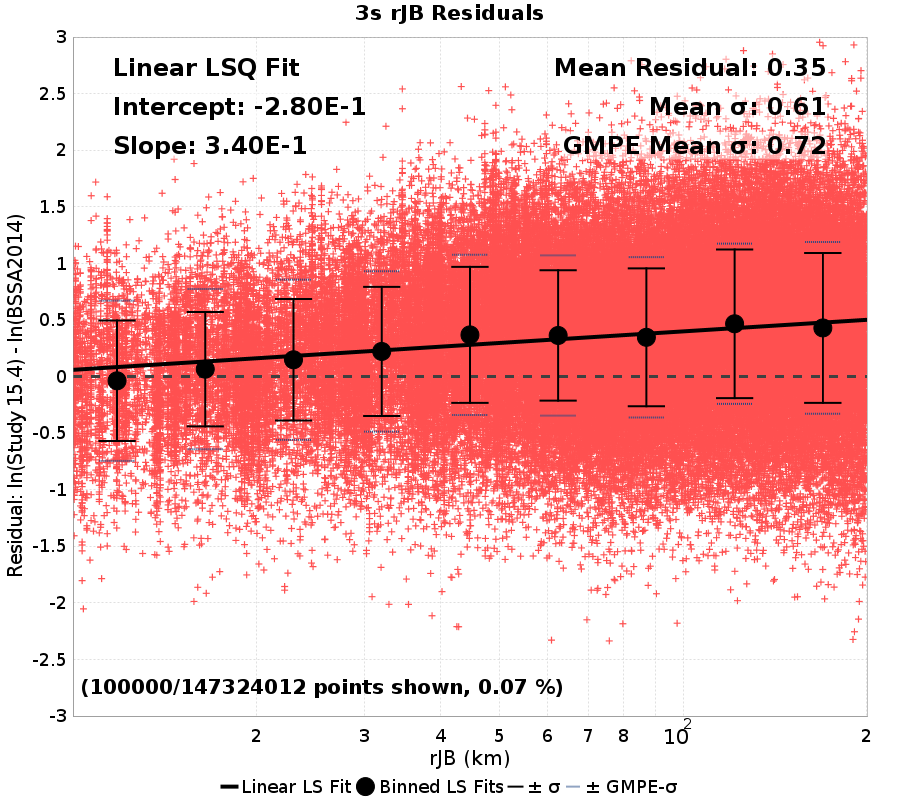 3s rJB Residuals
Linear LSQ Fit
Intercept: -2.80E-1
Slope: 3.40E-1
Mean Residual: 0.35
Mean σ: 0.61
GMPE Mean σ: 0.72
Residual: ln(Study 15.4) - ln(BSSA2014)
3
2.5
2
1.5
1
0.5
0
-0.5
-1
-1.5
-2
-2.5
-3
(100000/147324012 points shown, 0.07 %)
2 3 4 5 6 7 8 10² 2
rJB (km)
Linear LS Fit Binned LS Fits ± σ ± GMPE-σ